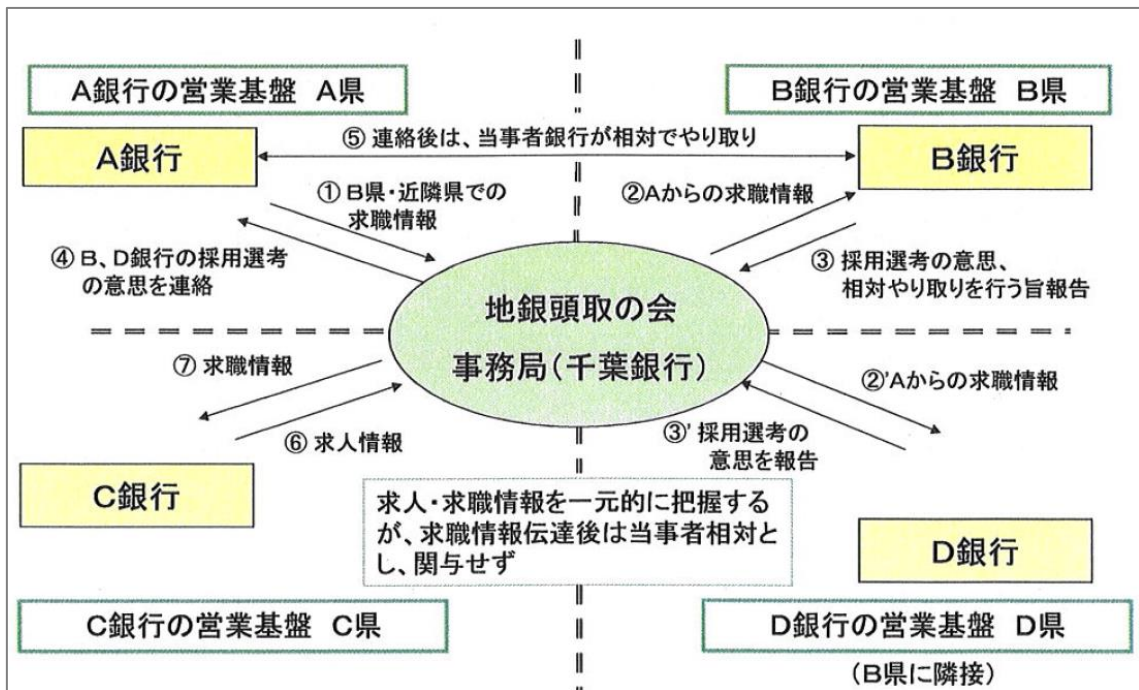 A銀行の営業基盤 A県
B銀行の営業基盤 B県
A銀行
⑤ 連絡後は、当事者銀行が相対でやり取り
B銀行
① B県・近隣県での
求職情報
②Aからの求職情報
④ B、D銀行の採用選考
の意思を連絡
③ 採用選考の意思、
相対やり取りを行う旨報告
地銀頭取の会
事務局(千葉銀行)
⑦ 求職情報
②'Aからの求職情報
⑥ 求人情報
③' 採用選考の
意思を報告
C銀行
求人・求職情報を一元的に把握する
が、求職情報伝達後は当事者相対と
し、関与せず
D銀行
C銀行の営業基盤 C県
D銀行の営業基盤 D県
(B県に隣接)